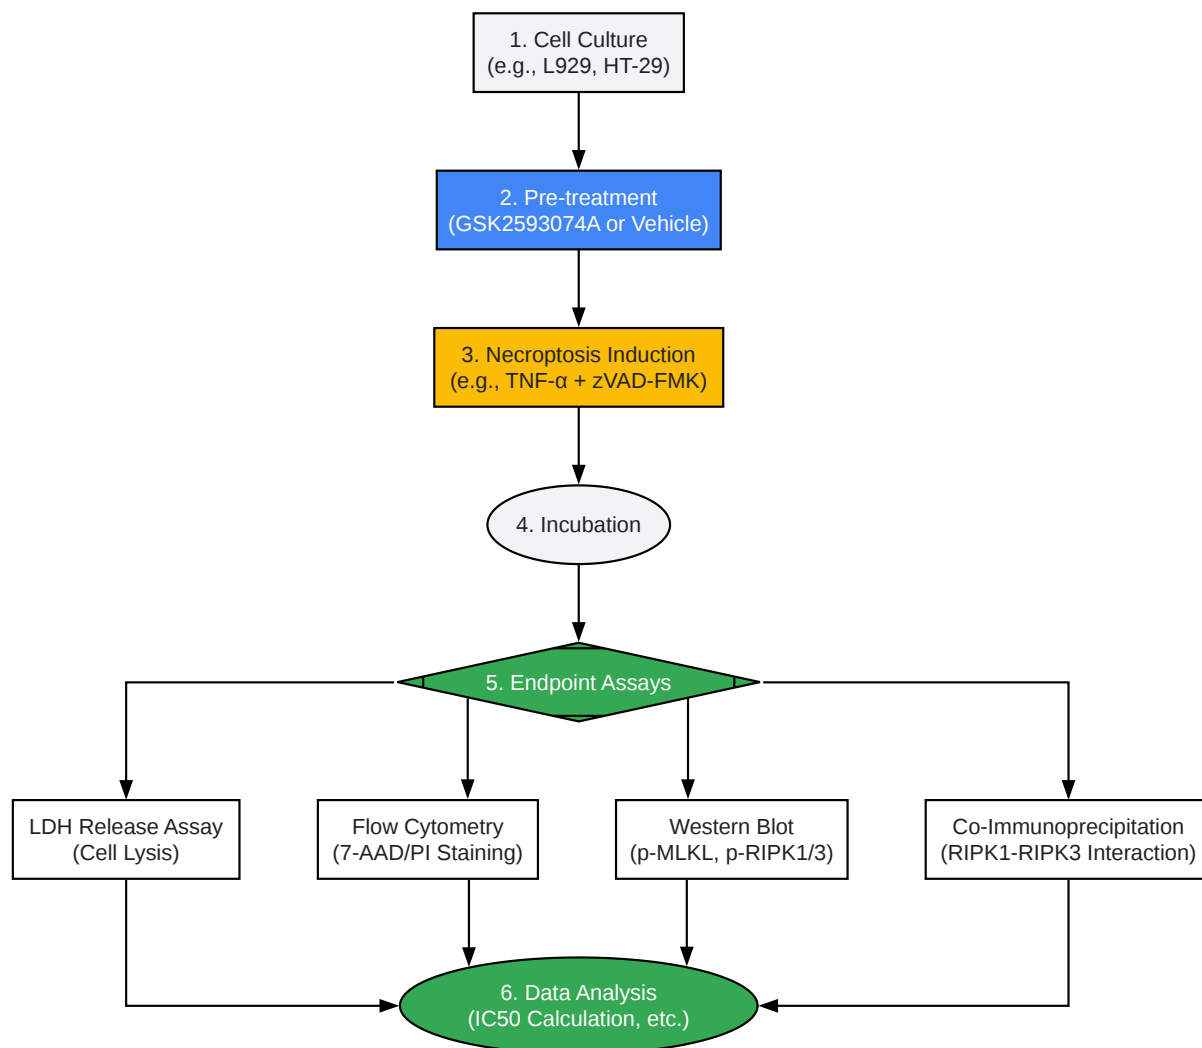 1. Cell Culture
(e.g., L929, HT-29)
2. Pre-treatment
(GSK2593074A or Vehicle)
3. Necroptosis Induction
(e.g., TNF-α + zVAD-FMK)
4. Incubation
5. Endpoint Assays
LDH Release Assay
(Cell Lysis)
Flow Cytometry
(7-AAD/PI Staining)
Western Blot
(p-MLKL, p-RIPK1/3)
Co-Immunoprecipitation
(RIPK1-RIPK3 Interaction)
6. Data Analysis
(IC50 Calculation, etc.)